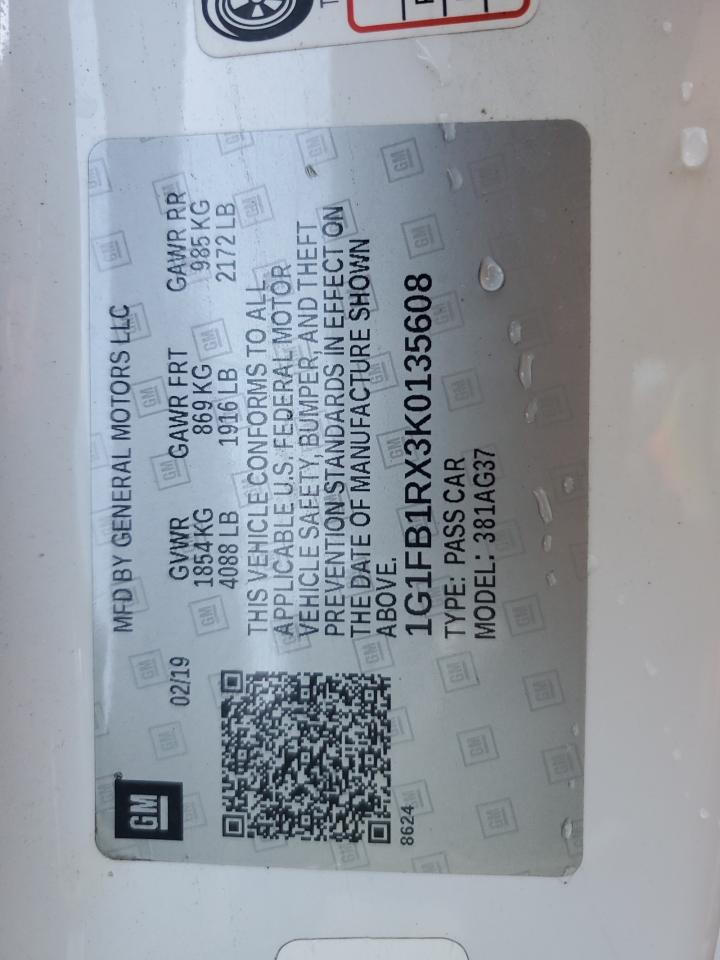 GM
MFD BY GENERAL MOTORS LLC
02/19
GVWR GAWR FRT GAWR RR
1854 KG 869 KG 985 KG
4088 LB 1916 LB 2172 LB
THIS VEHICLE CONFORMS TO ALL
APPLICABLE U.S. FEDERAL MOTOR
VEHICLE SAFETY, BUMPER, AND THEFT
PREVENTION STANDARDS IN EFFECT ON
THE DATE OF MANUFACTURE SHOWN
ABOVE.
8624
1G1FB1RX3K0135608
TYPE: PASS CAR
MODEL: 381AG37